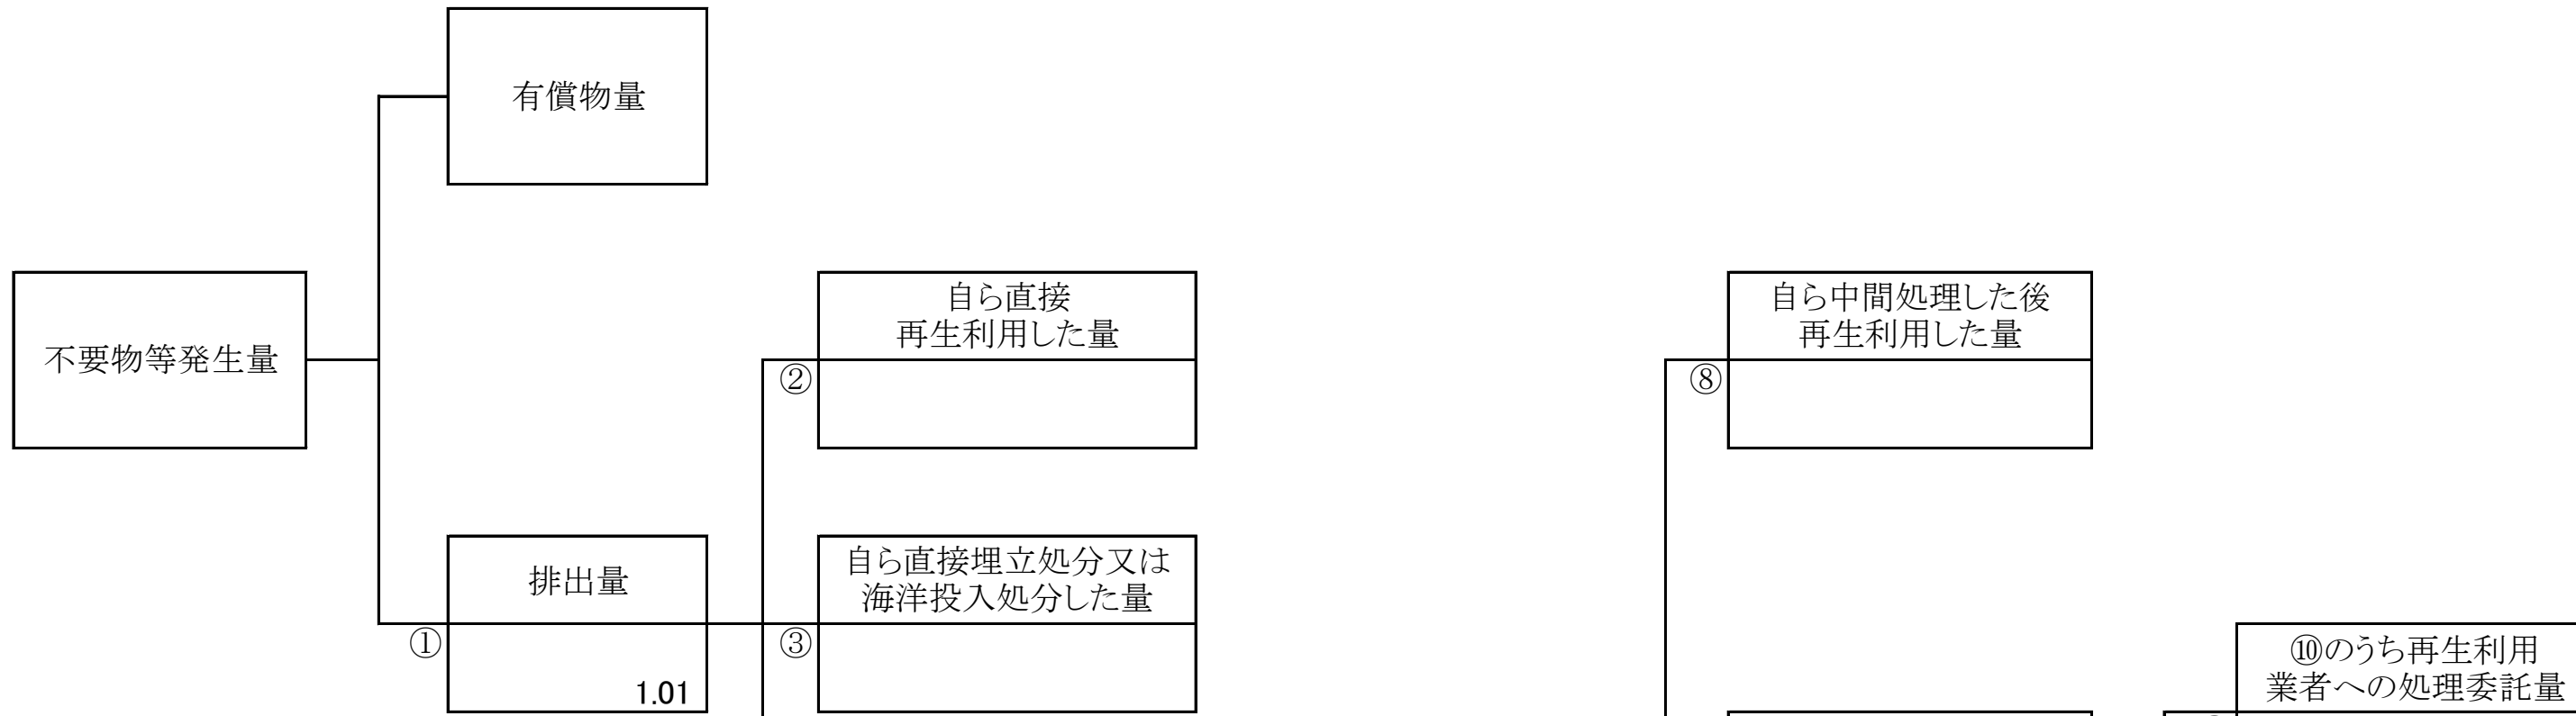 有償物量
不要物等発生量
自ら直接
再生利用した量
②
自ら中間処理した後
再生利用した量
⑧
排出量
①
1.01
自ら直接埋立処分又は
海洋投入処分した量
③
⑩のうち再生利用
業者への処理委託量